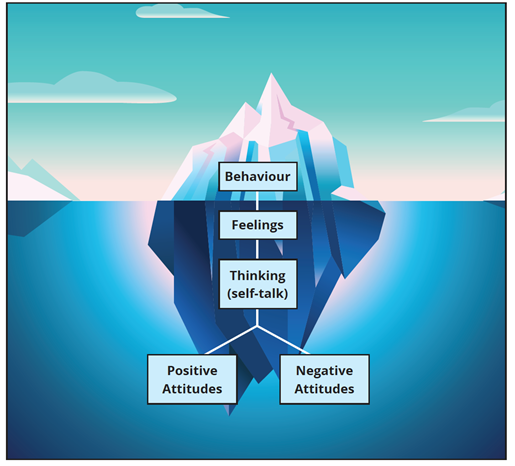 Behaviour
Feelings
Thinking
(self-talk)
Positive
Attitudes
Negative
Attitudes